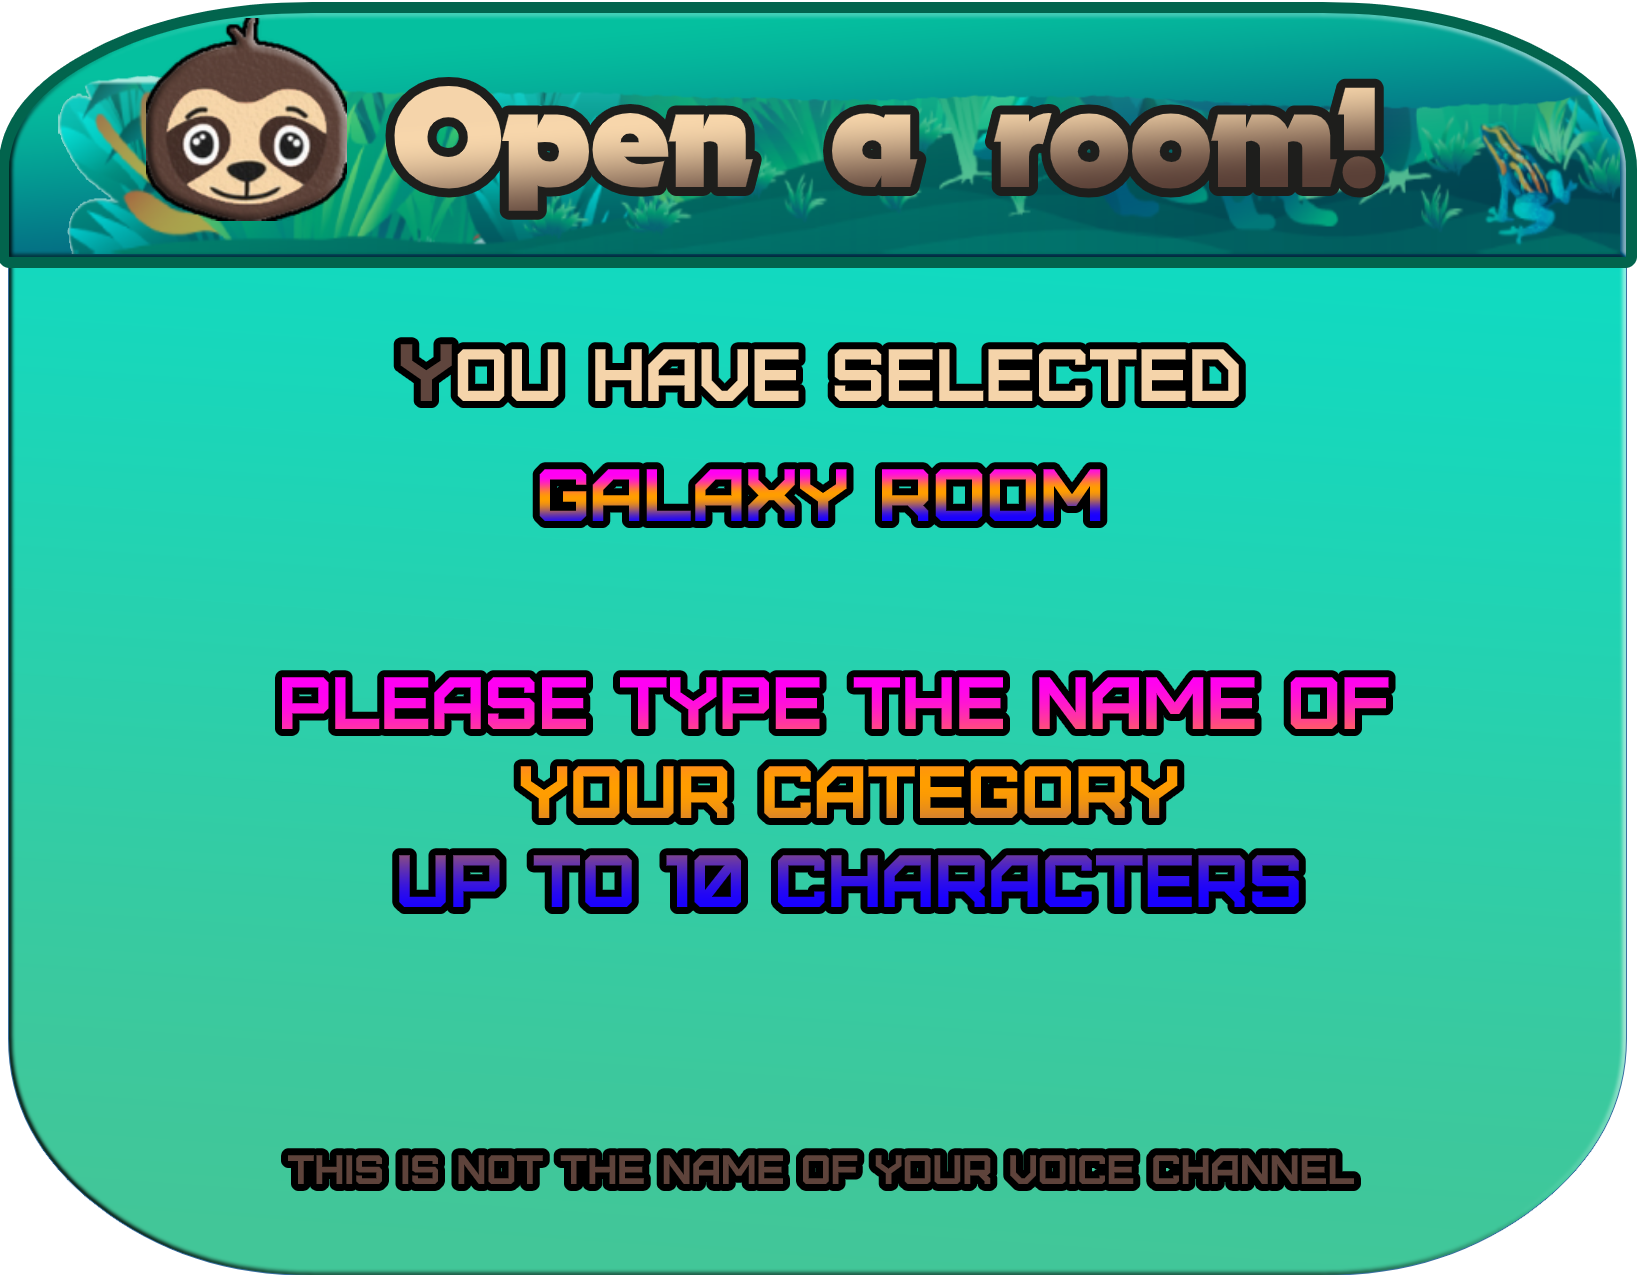 Open a room!
YOU HAVE SELECTED
GALAXY ROOM
PLEASE TYPE THE NAME OF
YOUR CATEGORY
UP TO 10 CHARACTERS
THIS IS NOT THE NAME OF YOUR VOICE CHANNEL